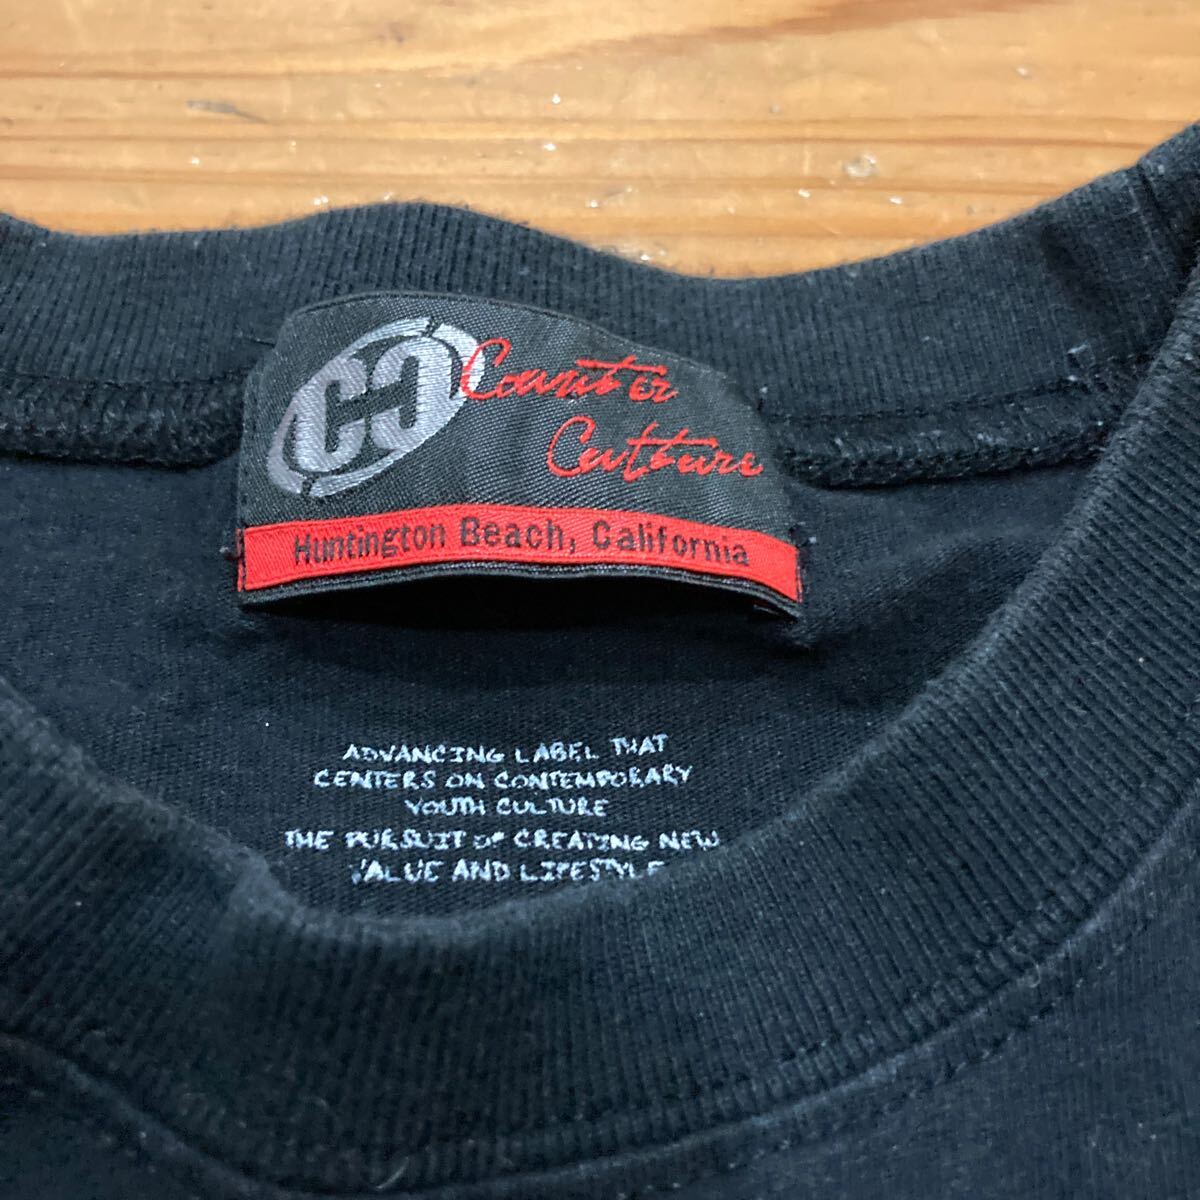 CC
Counter
Culture
Huntington Beach, California
ADVANCING LABEL THAT
CENTERS ON CONTEMPORARY
YOUTH CULTURE
THE PURSUIT OF CREATING NEW
VALUE AND LIFESTYLE